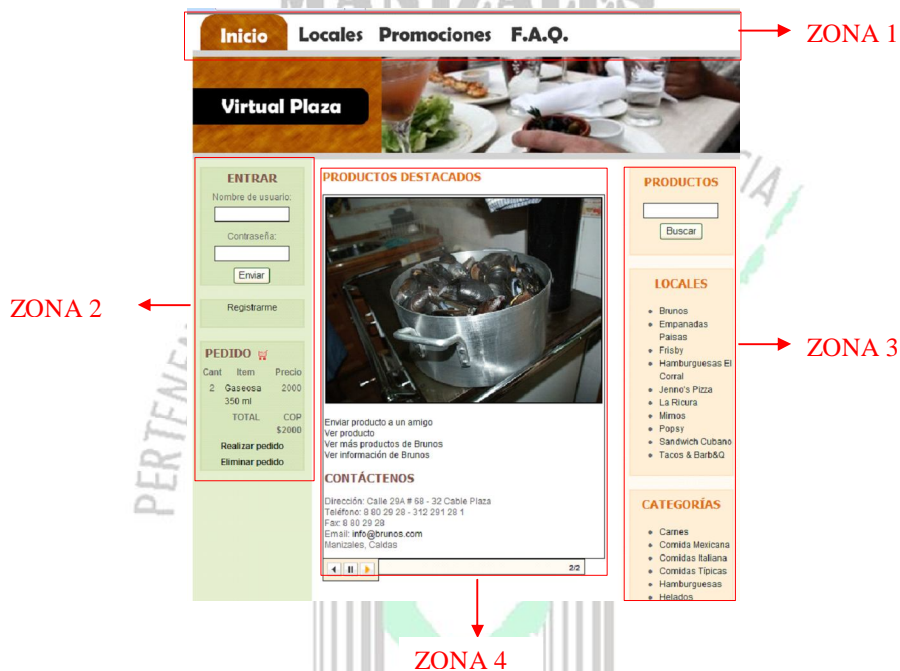 MANIZALES
Inicio Locales Promociones F.A.Q.
ZONA 1
Virtual Plaza
ENTRAR
Nombre de usuario:
Contraseña:
Enviar
Registrarme
ZONA 2
PEDIDO
Cant Item Precio
2 Gaseosa 2000
350 ml
TOTAL COP
$2000
Realizar pedido
Eliminar pedido
PRODUCTOS DESTACADOS
Enviar producto a un amigo
Ver producto
Ver más productos de Brunos
Ver información de Brunos
CONTÁCTENOS
Dirección: Calle 29A # 68 - 32 Cable Plaza
Teléfono: 8 80 29 28 - 312 291 28 1
Fax: 8 80 29 28
Email: info@brunos.com
Manizales, Caldas
2/2
PRODUCTOS
Buscar
LOCALES
Brunos
Empanadas
Paisas
Frisby
Hamburguesas El
Corral
Jenno's Pizza
La Ricura
Mimos
Popsy
Sandwich Cubano
Tacos & Barb&Q
ZONA 3
CATEGORÍAS
Carnes
Comida Mexicana
Comidas Italiana
Comidas Típicas
Hamburguesas
Helados
ZONA 4